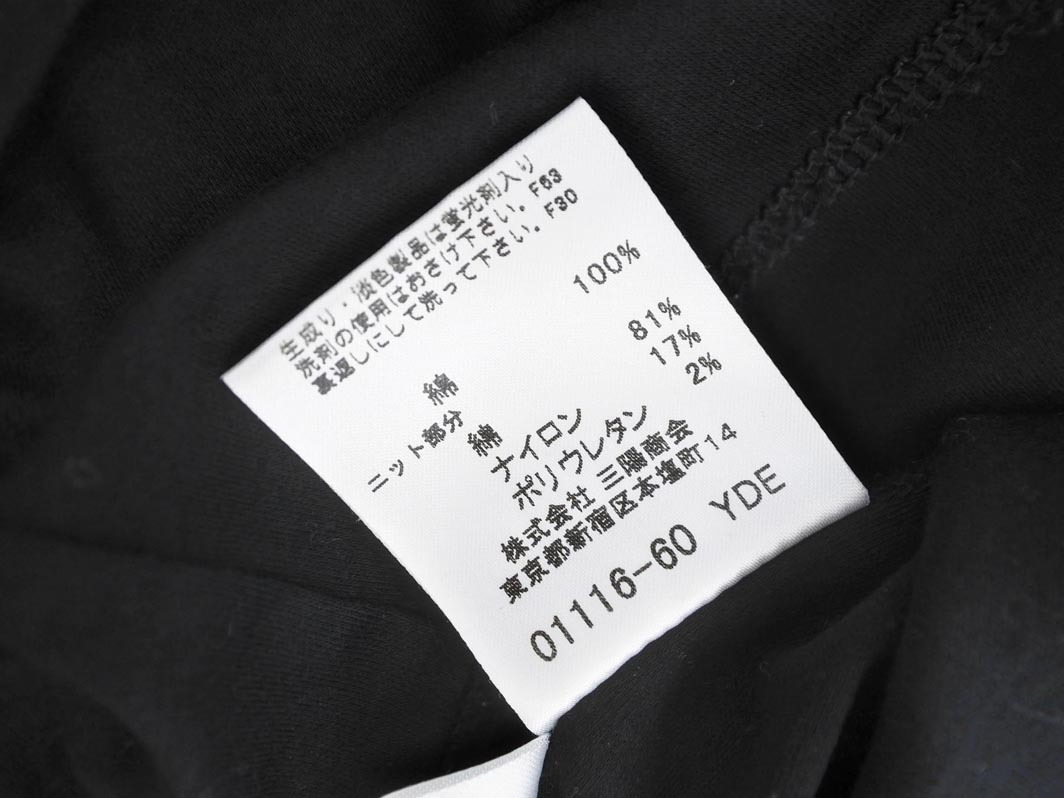 生成り・淡色製品は蛍光剤入り
洗剤の使用はおさけ下さい。F63
裏返しにして洗って下さい。F30
綿 100%
ニット部分
綿 81%
ナイロン 17%
ポリウレタン 2%
株式会社 三陽商会
東京都新宿区本塩町14
01116-60 YDE